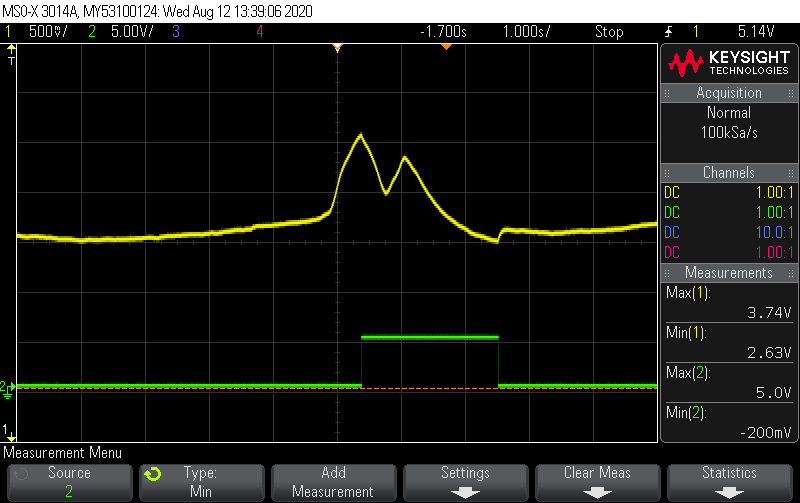 MSO-X 3014A, MY53100124: Wed Aug 12 13:39:06 2020
1 500mV/ 2 5.00V/ 3 4 -1.700s 1.000s/ Stop 1 5.14V
T
KEYSIGHT
TECHNOLOGIES
Acquisition
Normal
100kSa/s
Channels
DC 1.00:1
DC 1.00:1
DC 10.0:1
DC 1.00:1
Measurements
Max(1):
3.74V
Min(1):
2.63V
Max(2):
5.0V
Min(2):
-200mV
2
1
Measurement Menu
Source
2
Type:
Min
Add
Measurement
Settings
Clear Meas
Statistics